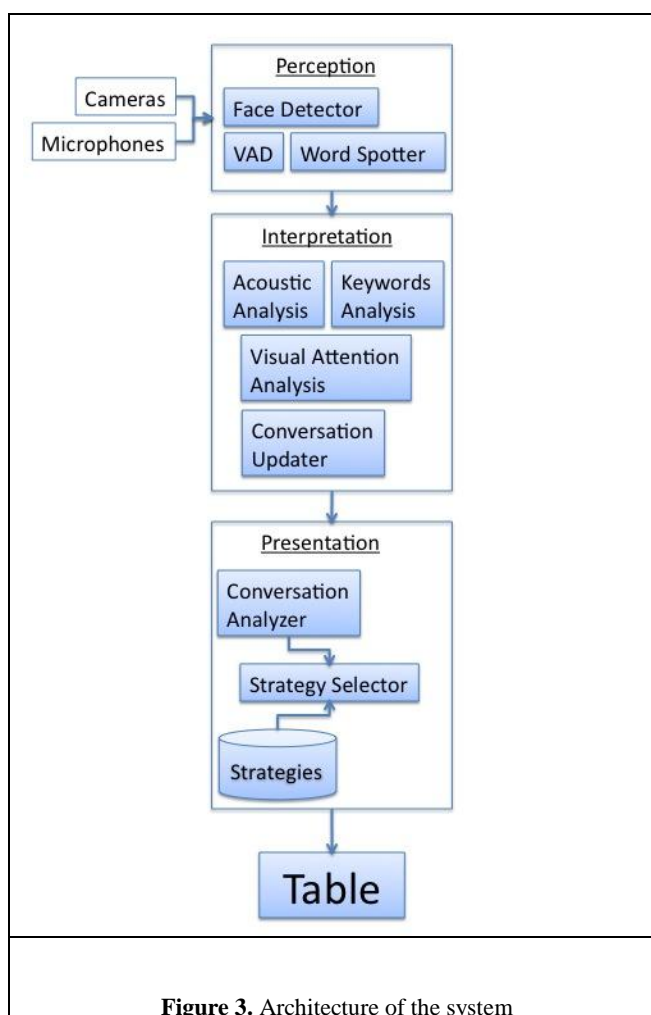 Perception
Cameras
Face Detector
Microphones
VAD
Word Spotter
Interpretation
Acoustic
Analysis
Keywords
Analysis
Visual Attention
Analysis
Conversation
Updater
Presentation
Conversation
Analyzer
Strategy Selector
Strategies
Table
Figure 3. Architecture of the system